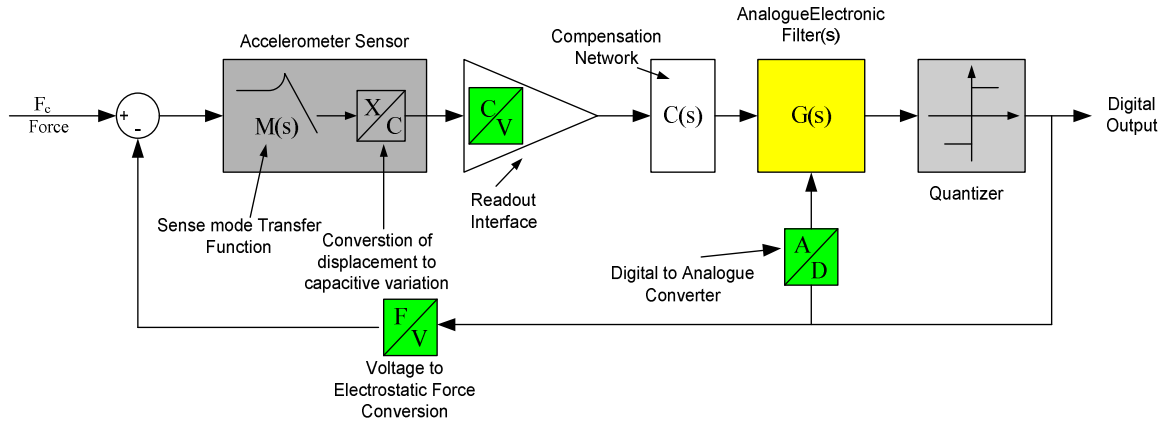 AnalogueElectronic
Filter(s)
Accelerometer Sensor
Compensation
Network
Fc
Force
+
-
M(s)
X
C
C
V
C(s)
G(s)
Digital
Output
Readout
Interface
Quantizer
Sense mode Transfer
Function
Converstion of
displacement to
capacitive variation
A
D
Digital to Analogue
Converter
F
V
Voltage to
Electrostatic Force
Conversion